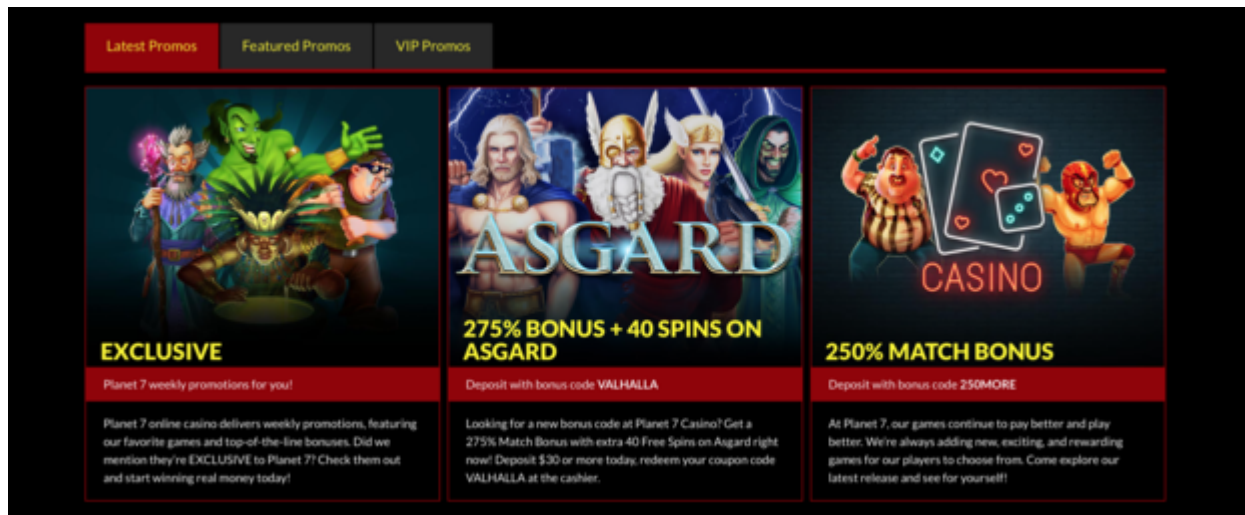 Latest Promos
Featured Promos
VIP Promos
EXCLUSIVE
Planet 7 weekly promotions for you!
Planet 7 online casino delivers weekly promotions, featuring
our favorite games and top-of-the-line bonuses. Did we
mention they're EXCLUSIVE to Planet 7? Check them out
and start winning real money today!
ASGARD
275% BONUS + 40 SPINS ON
ASGARD
Deposit with bonus code VALHALLA
Looking for a new bonus code at Planet 7 Casino? Get a
275% Match Bonus with extra 40 Free Spins on Asgard right
now! Deposit $30 or more today, redeem your coupon code
VALHALLA at the cashier.
CASINO
250% MATCH BONUS
Deposit with bonus code 250MORE
At Planet 7, our games continue to pay better and play
better. We're always adding new, exciting, and rewarding
games for our players to choose from. Come explore our
latest release and see for yourself!